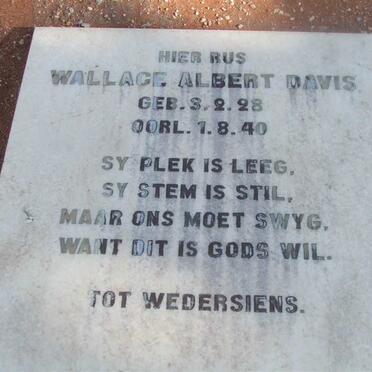 HIER RUS
WALLACE ALBERT DAVIS
GEB. 3.2.28
OORL. 1.8.40
SY PLEK IS LEEG,
SY STEM IS STIL,
MAAR ONS MOET SWYG,
WANT DIT IS GODS WIL.
TOT WEDERSIENS.